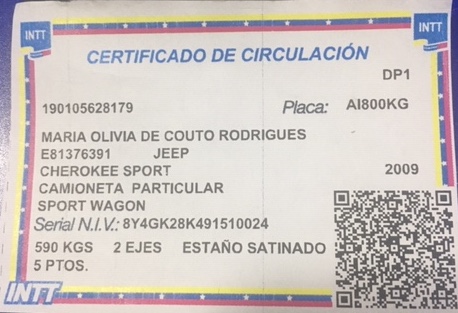 INTT INTT
CERTIFICADO DE CIRCULACIÓN
DP1
190105628179 Placa: AI800KG
MARIA OLIVIA DE COUTO RODRIGUES
E81376391 JEEP
CHEROKEE SPORT 2009
CAMIONETA PARTICULAR
SPORT WAGON
Serial N.I.V.: 8Y4GK28K491510024
590 KGS 2 EJES ESTAÑO SATINADO
5 PTOS.
INTT